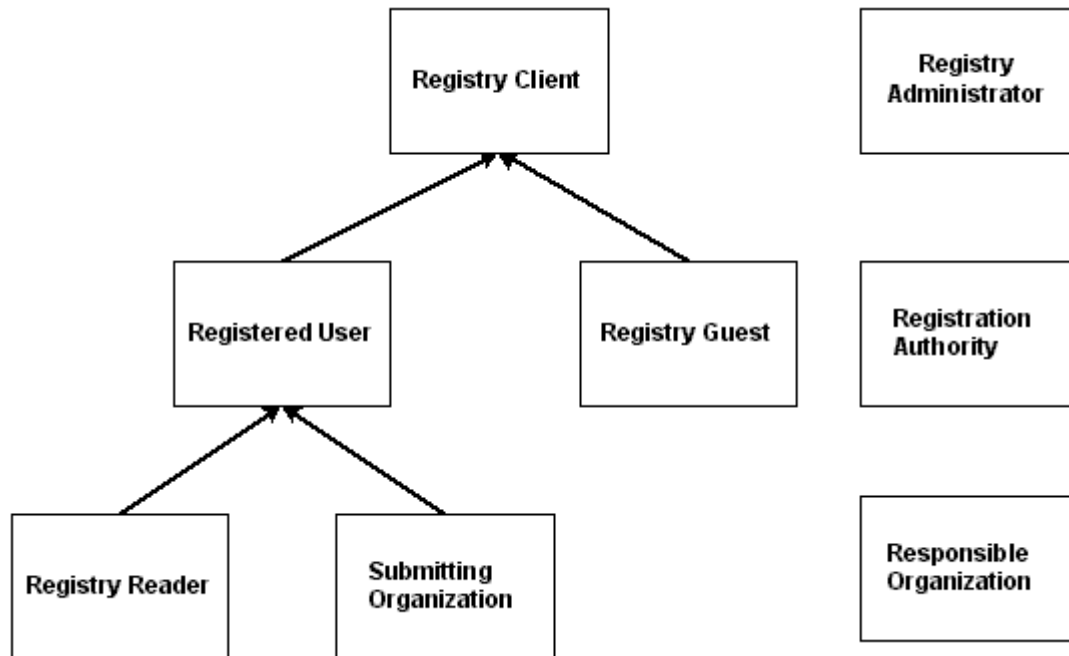 Registry Client
Registry
Administrator
Registered User
Registry Guest
Registration
Authority
Registry Reader
Submitting
Organization
Responsible
Organization